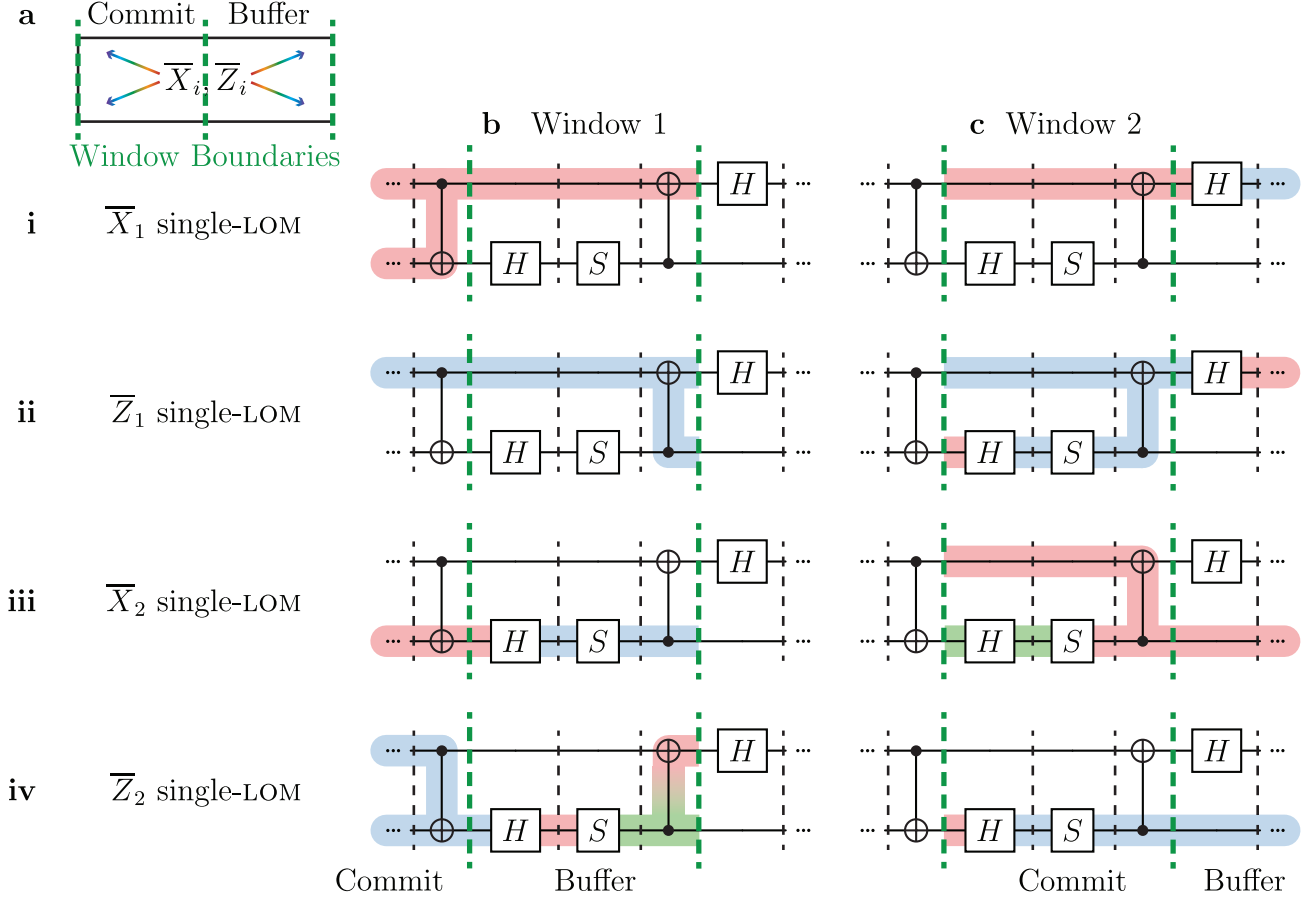 a Commit Buffer
X̅ᵢ, Z̅ᵢ
Window Boundaries
b Window 1
c Window 2
i X̅₁ single-LOM
··· H ···
··· H S ···
··· H ···
··· H S ···
ii Z̅₁ single-LOM
··· H ···
··· H S ···
··· H ···
··· H S ···
iii X̅₂ single-LOM
··· H ···
··· H S ···
··· H ···
··· H S ···
iv Z̅₂ single-LOM
··· H ···
··· H S ···
··· H ···
··· H S ···
Commit Buffer
Commit Buffer